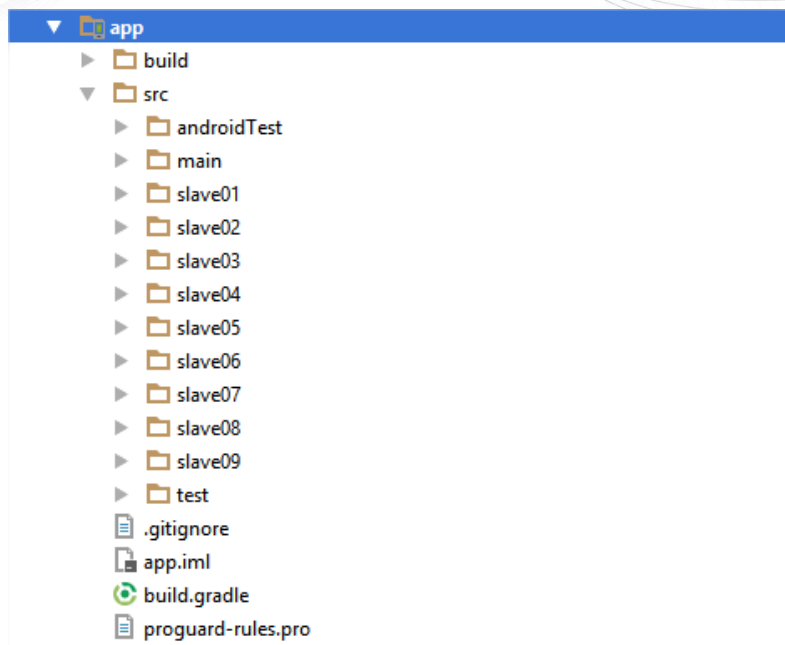 app
build
src
androidTest
main
slave01
slave02
slave03
slave04
slave05
slave06
slave07
slave08
slave09
test
.gitignore
app.iml
build.gradle
proguard-rules.pro